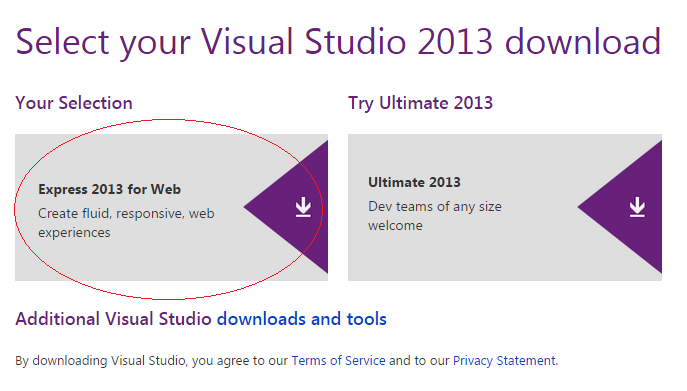 Select your Visual Studio 2013 download
Your Selection
Express 2013 for Web
Create fluid, responsive, web
experiences
Try Ultimate 2013
Ultimate 2013
Dev teams of any size
welcome
Additional Visual Studio downloads and tools
By downloading Visual Studio, you agree to our Terms of Service and to our Privacy Statement.